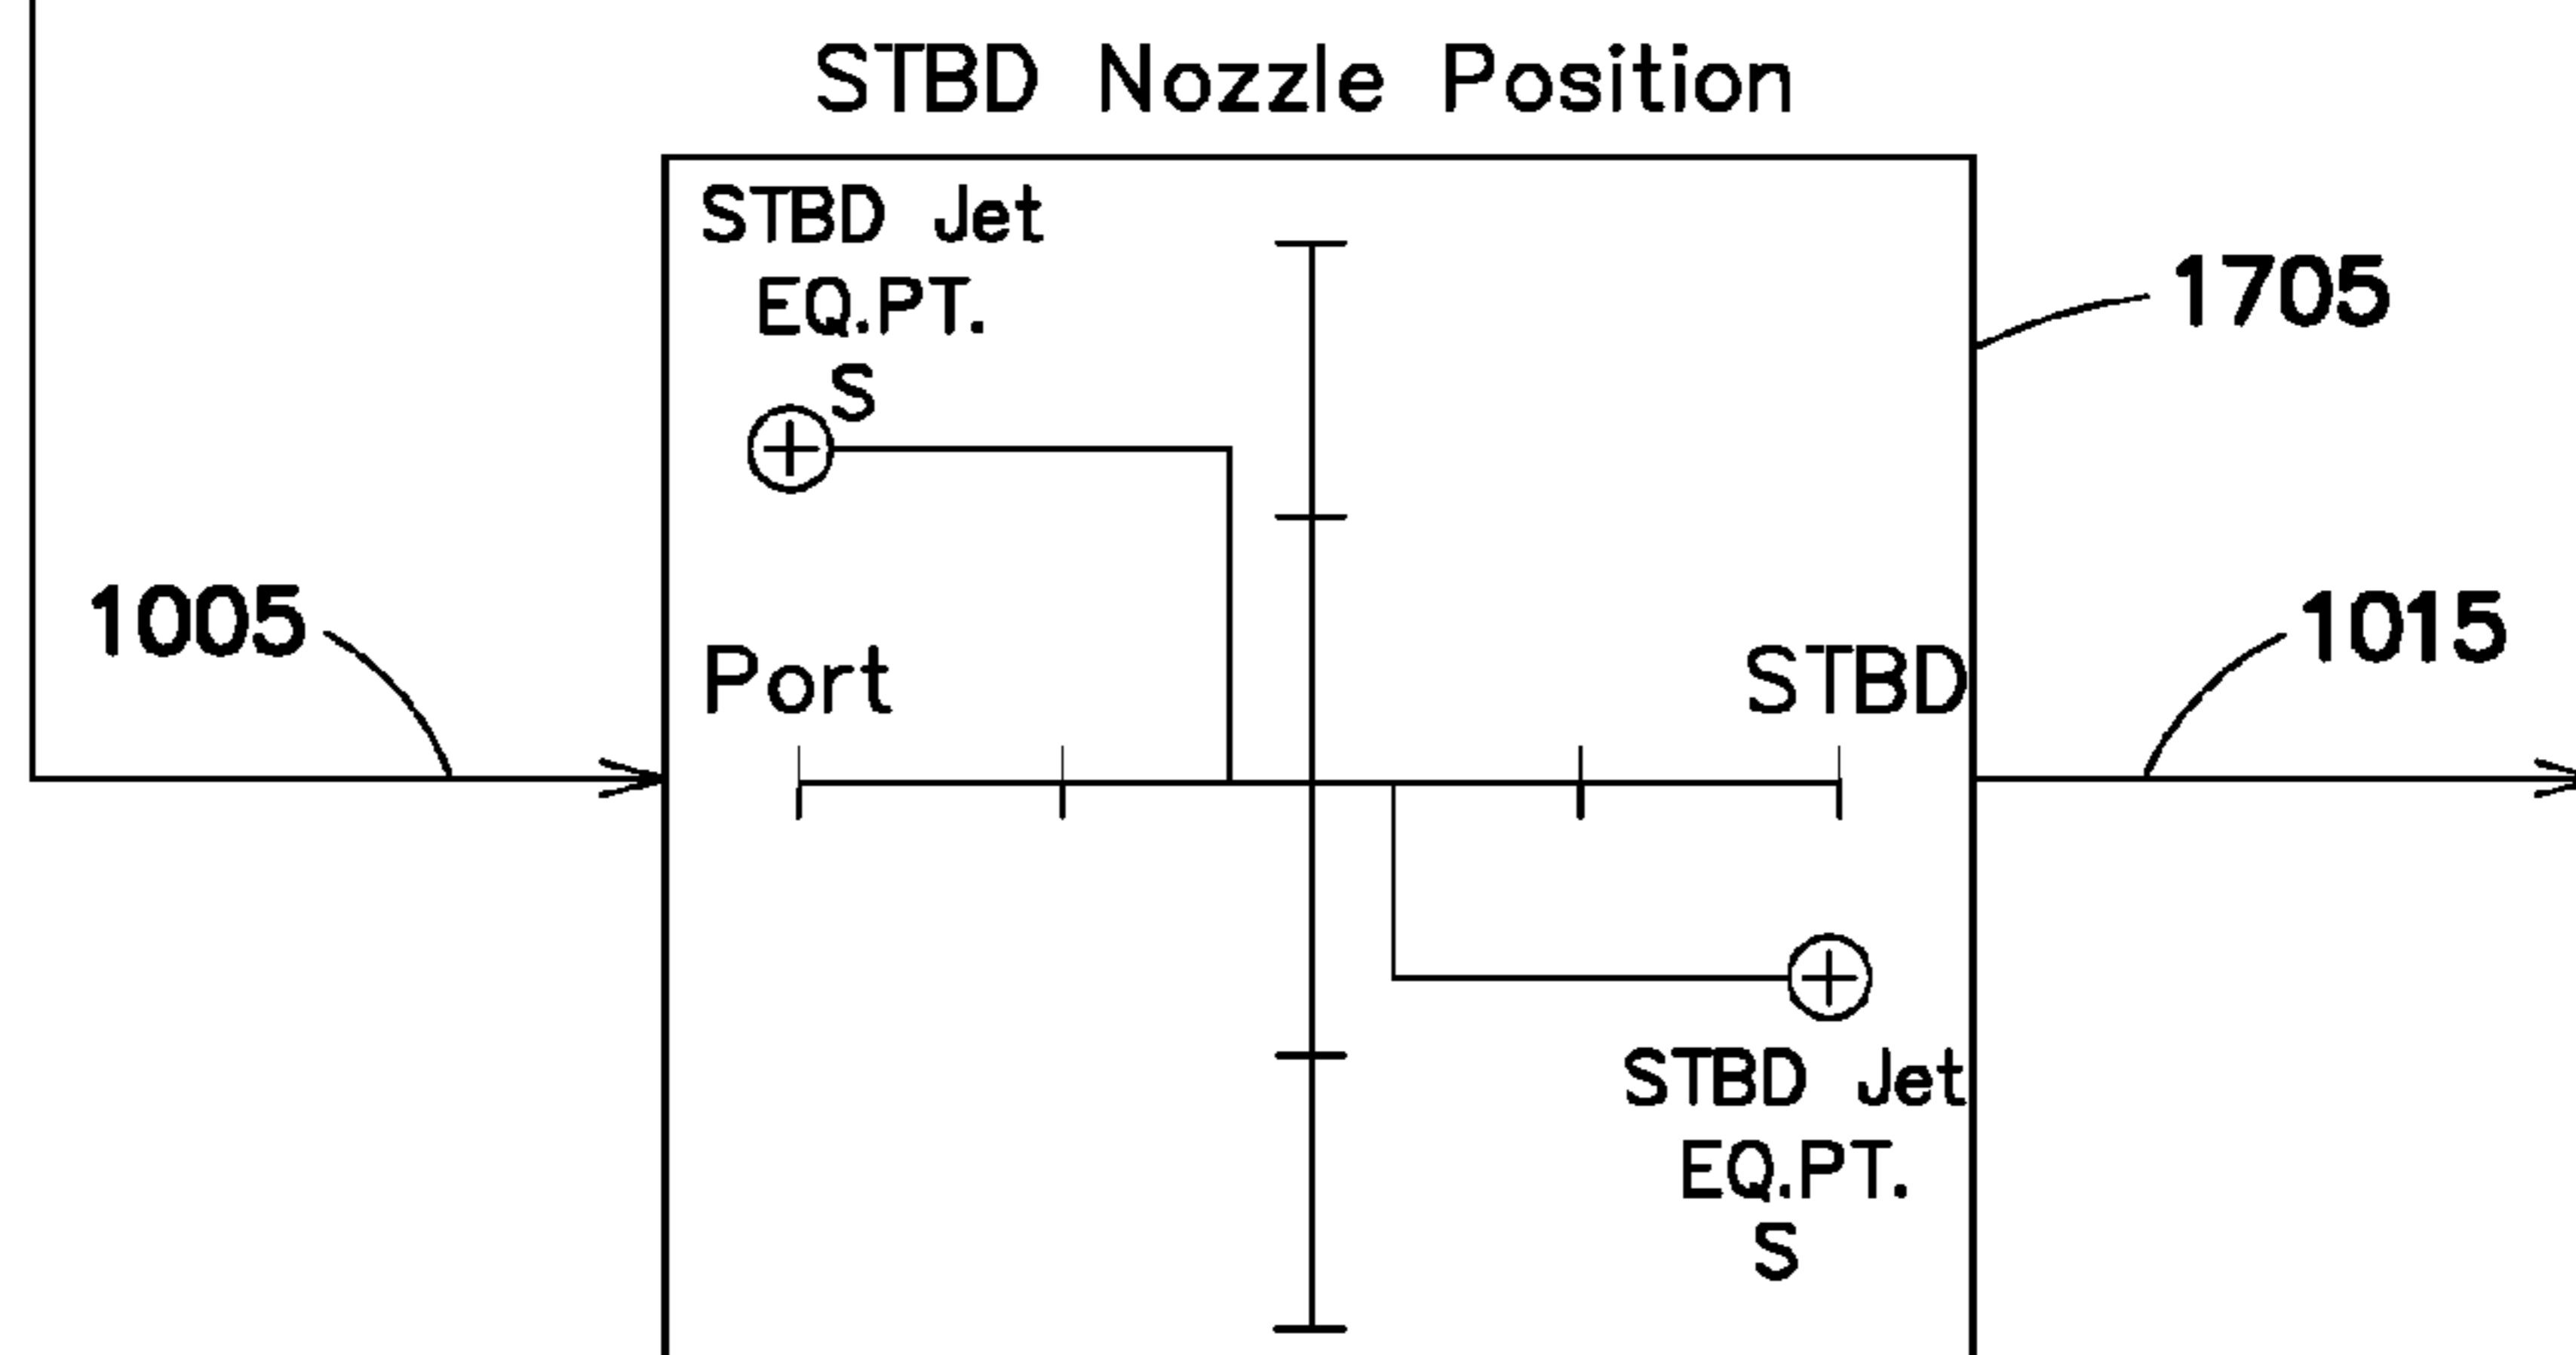 STBD Nozzle Position
STBD Jet
EQ.PT.
S
1705
1005
1015
Port
STBD
STBD Jet
EQ.PT.
S